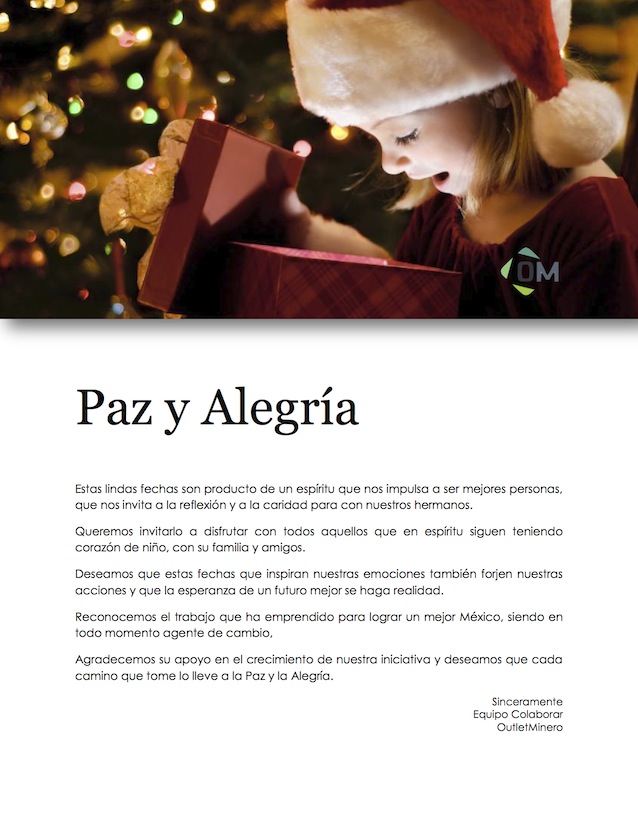 OM
Paz y Alegría
Estas lindas fechas son producto de un espíritu que nos impulsa a ser mejores personas,
que nos invita a la reflexión y a la caridad para con nuestros hermanos.
Queremos invitarlo a disfrutar con todos aquellos que en espíritu siguen teniendo
corazón de niño, con su familia y amigos.
Deseamos que estas fechas que inspiran nuestras emociones también forjen nuestras
acciones y que la esperanza de un futuro mejor se haga realidad.
Reconocemos el trabajo que ha emprendido para lograr un mejor México, siendo en
todo momento agente de cambio,
Agradecemos su apoyo en el crecimiento de nuestra iniciativa y deseamos que cada
camino que tome lo lleve a la Paz y la Alegría.
Sinceramente
Equipo Colaborar
OutletMinero